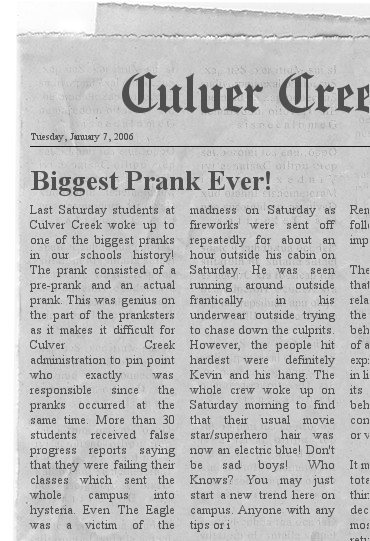 Culver Cree
Tuesday, January 7, 2006
Biggest Prank Ever!
Last Saturday students at
Culver Creek woke up to
one of the biggest pranks
in our schools history!
The prank consisted of a
pre-prank and an actual
prank. This was genius on
the part of the pranksters
as it makes it difficult for
Culver Creek
administration to pin point
who exactly was
responsible since the
pranks occurred at the
same time. More than 30
students received false
progress reports saying
that they were failing their
classes which sent the
whole campus into
hysteria. Even The Eagle
was a victim of the
madness on Saturday as
fireworks were sent off
repeatedly for about an
hour outside his cabin on
Saturday. He was seen
running around outside
frantically in his
underwear outside trying
to chase down the culprits.
However, the people hit
hardest were definitely
Kevin and his hang. The
whole crew woke up on
Saturday morning to find
that their usual movie
star/superhero hair was
now an electric blue! Don't
be sad boys! Who
Knows? You may just
start a new trend here on
campus. Anyone with any
tips or i